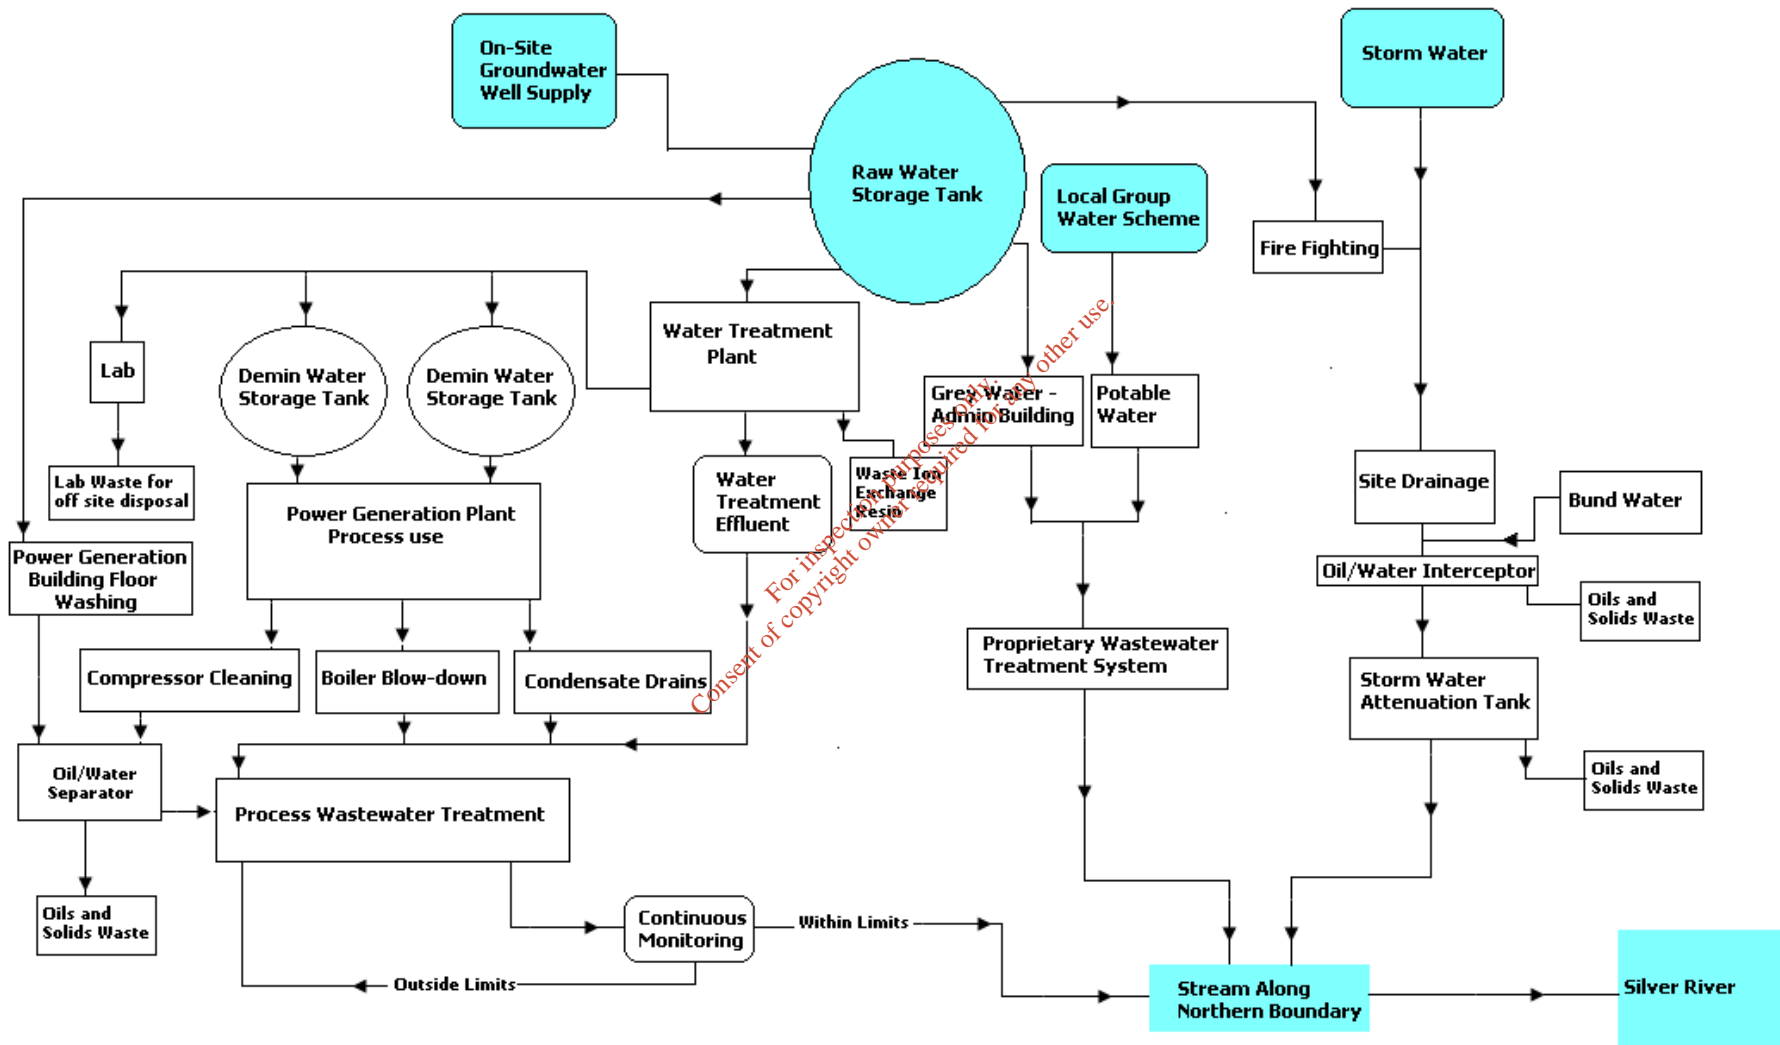 On-Site
Groundwater
Well Supply
Storm Water
Raw Water
Storage Tank
Local Group
Water Scheme
Fire Fighting
Water Treatment
Plant
Lab
Demin Water
Storage Tank
Demin Water
Storage Tank
Grey Water -
Admin Building
Potable
Water
Lab Waste for
off site disposal
Power Generation Plant
Process use
Water
Treatment
Effluent
Waste Ion
Exchange
Resin
Site Drainage
Bund Water
Power Generation
Building Floor
Washing
Oil/Water Interceptor
Oils and
Solids Waste
Compressor Cleaning
Boiler Blow-down
Condensate Drains
Proprietary Wastewater
Treatment System
Storm Water
Attenuation Tank
Oil/Water
Separator
Process Wastewater Treatment
Oils and
Solids Waste
Oils and
Solids Waste
Continuous
Monitoring
Within Limits
Outside Limits
Stream Along
Northern Boundary
Silver River
For inspection purposes only.
Consent of copyright owner required for any other use.